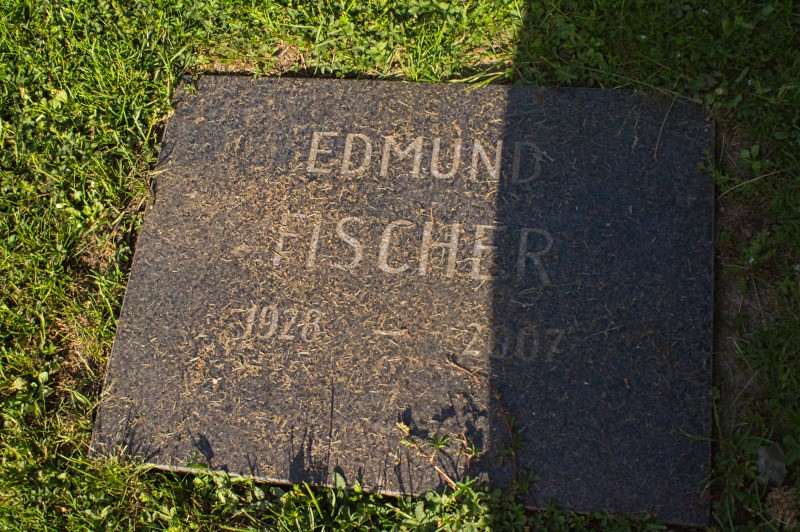 EDMUND
FISCHER
1928 – 2007